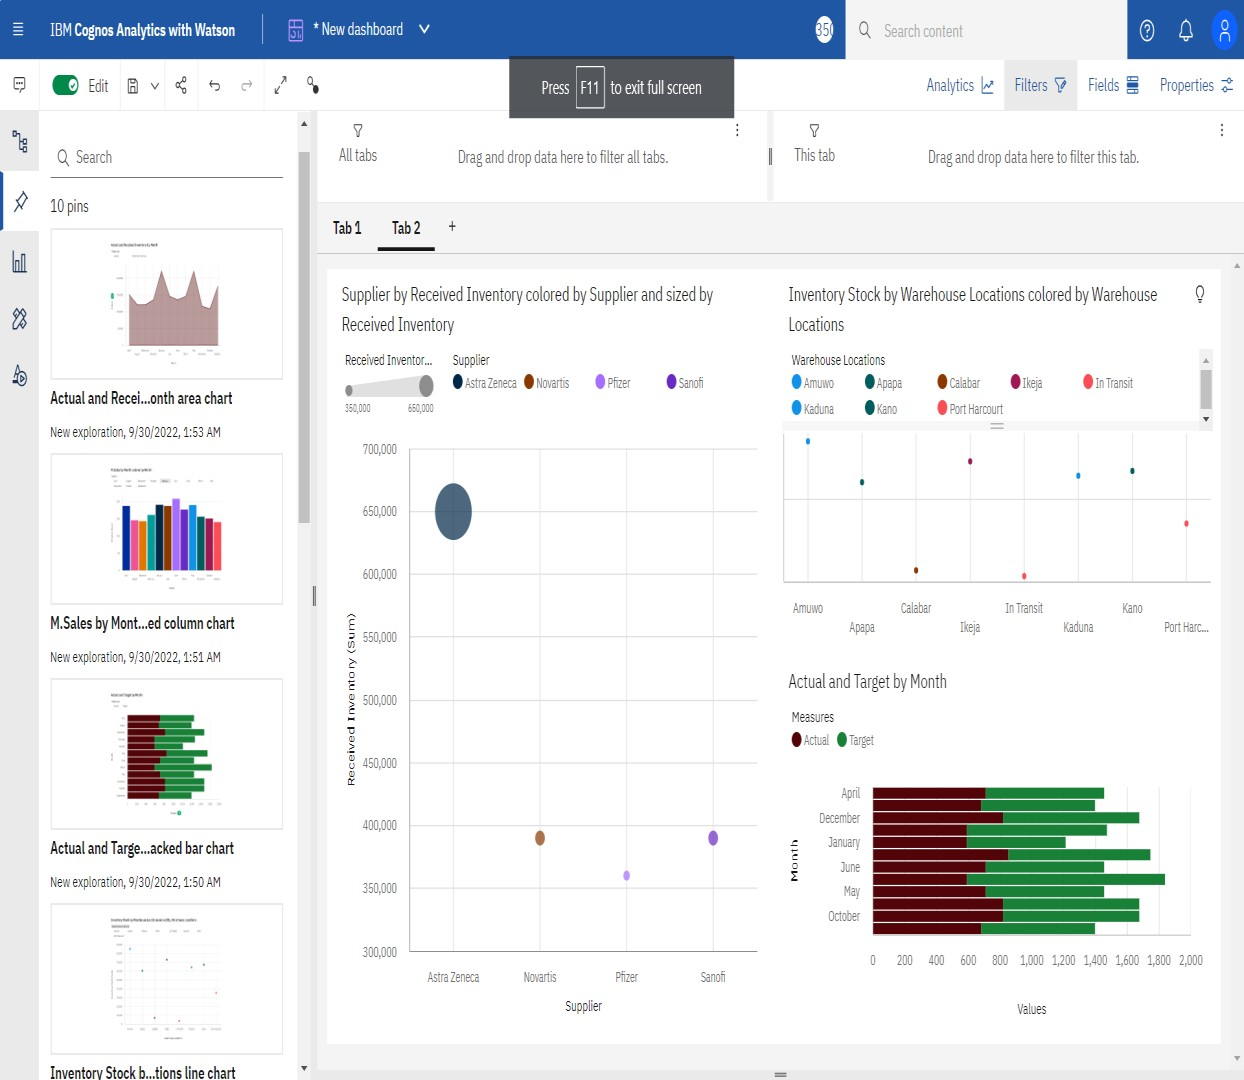 IBM Cognos Analytics with Watson
* New dashboard
350
Search content
Edit
Press F11 to exit full screen
Analytics
Filters
Fields
Properties
Search
10 pins
Actual and Recei...onth area chart
New exploration, 9/30/2022, 1:53 AM
M.Sales by Mont...ed column chart
New exploration, 9/30/2022, 1:51 AM
Actual and Targe...acked bar chart
New exploration, 9/30/2022, 1:50 AM
Inventory Stock b...tions line chart
All tabs
Drag and drop data here to filter all tabs.
This tab
Drag and drop data here to filter this tab.
Tab 1
Tab 2
+
Supplier by Received Inventory colored by Supplier and sized by
Received Inventory
Received Inventor...
350,000
650,000
Supplier
Astra Zeneca
Novartis
Pfizer
Sanofi
Received Inventory (Sum)
700,000
650,000
600,000
550,000
500,000
450,000
400,000
350,000
300,000
Astra Zeneca
Novartis
Pfizer
Sanofi
Supplier
Inventory Stock by Warehouse Locations colored by Warehouse
Locations
Warehouse Locations
Amuwo
Apapa
Calabar
Ikeja
In Transit
Kaduna
Kano
Port Harcourt
Amuwo
Apapa
Calabar
Ikeja
In Transit
Kaduna
Kano
Port Harc...
Actual and Target by Month
Measures
Actual
Target
Month
April
December
January
June
May
October
0
200
400
600
800
1,000
1,200
1,400
1,600
1,800
2,000
Values